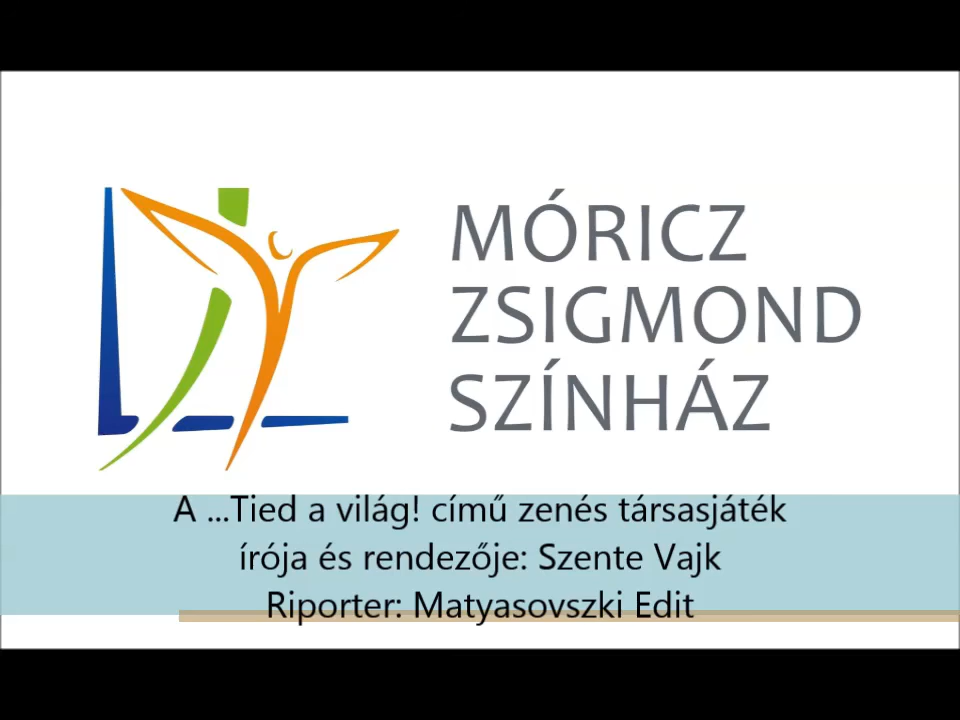 MÓRICZ
ZSIGMOND
SZÍNHÁZ
A ...Tied a világ! című zenés társasjáték
írója és rendezője: Szente Vajk
Riporter: Matyasovszki Edit